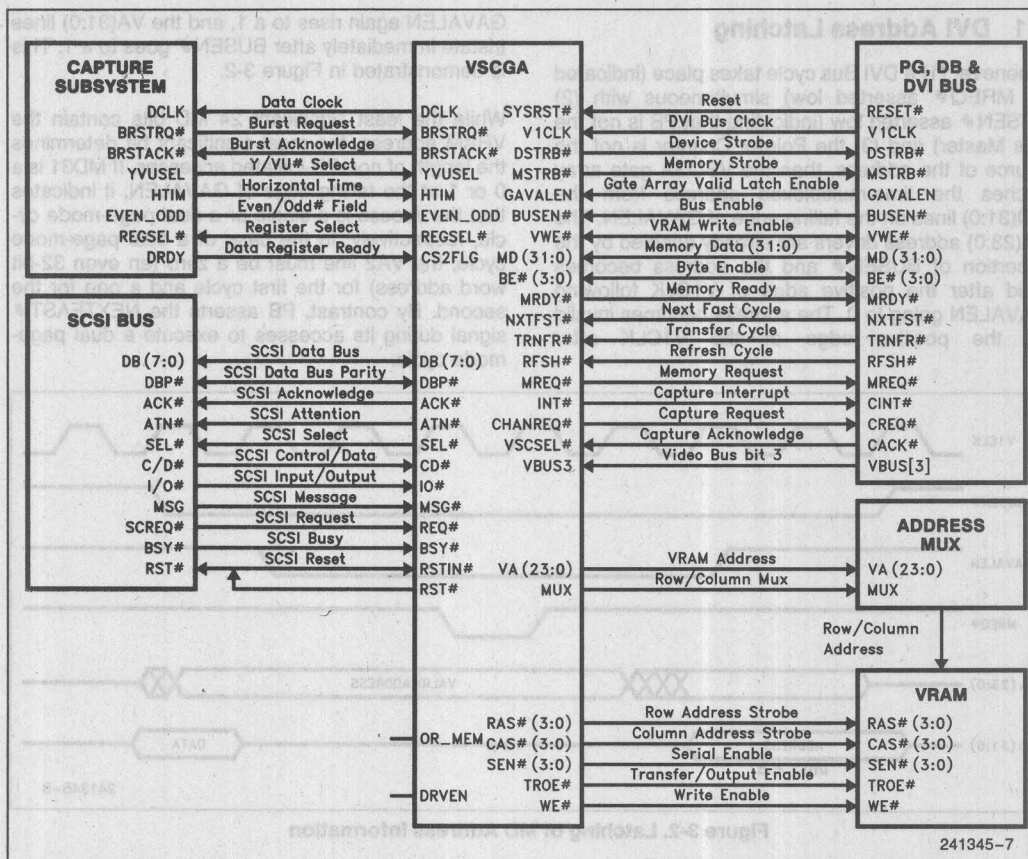 CAPTURE SUBSYSTEM VSCGA PG, DB & DVI BUS
DCLK Data Clock DCLK SYSRST# Reset RESET#
BRSTRQ# Burst Request BRSTRQ# V1CLK DVI Bus Clock V1CLK
BRSTAK# Burst Acknowledge BRSTACK# DSTRB# Device Strobe DSTRB#
YVUSEL Y/VU# Select YVUSEL MSTRB# Memory Strobe MSTRB#
HTIM Horizontal Time HTIM GAVALEN Gate Array Valid Latch Enable GAVALEN
EVEN_ODD Even/Odd# Field EVEN_ODD BUSEN# Bus Enable BUSEN#
REGSEL# Register Select REGSEL# VWE# VRAM Write Enable VWE#
DRDY Data Register Ready CS2FLG MD (31:0) Memory Data (31:0) MD (31:0)
BE# (3:0) Byte Enable BE# (3:0)
MRDY# Memory Ready MRDY#
SCSI BUS NXTFST# Next Fast Cycle NXTFST#
TRNFR# Transfer Cycle TRNFR#
DB (7:0) SCSI Data Bus DB (7:0) RFSH# Refresh Cycle RFSH#
DBP# SCSI Data Bus Parity DBP# MREQ# Memory Request MREQ#
ACK# SCSI Acknowledge ACK# INT# Capture Interrupt CINT#
ATN# SCSI Attention ATN# CHANREQ# Capture Request CREQ#
SEL# SCSI Select SEL# VSCSEL# Capture Acknowledge CACK#
C/D# SCSI Control/Data CD# VBUS3 Video Bus bit 3 VBUS[3]
I/O# SCSI Input/Output IO#
MSG SCSI Message MSG#
SCREQ# SCSI Request REQ#
BSY# SCSI Busy BSY#
RST# SCSI Reset RSTIN#
RST#
ADDRESS MUX
VA (23:0) VRAM Address VA (23:0)
MUX Row/Column Mux MUX
Row/Column
Address
VRAM
RAS# (3:0) Row Address Strobe RAS# (3:0)
OR_MEM CAS# (3:0) Column Address Strobe CAS# (3:0)
SEN# (3:0) Serial Enable SEN# (3:0)
TROE# Transfer/Output Enable TROE#
DRVEN WE# Write Enable WE#
241345–7